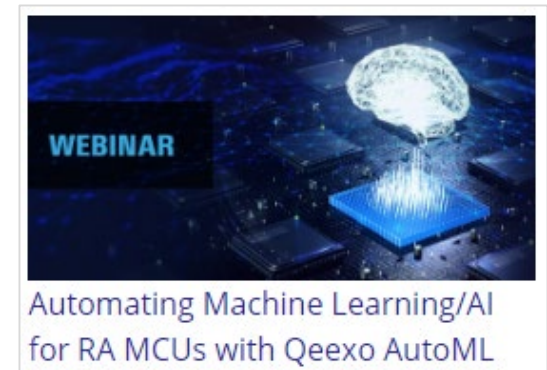 WEBINAR
Automating Machine Learning/AI
for RA MCUs with Qeexo AutoML